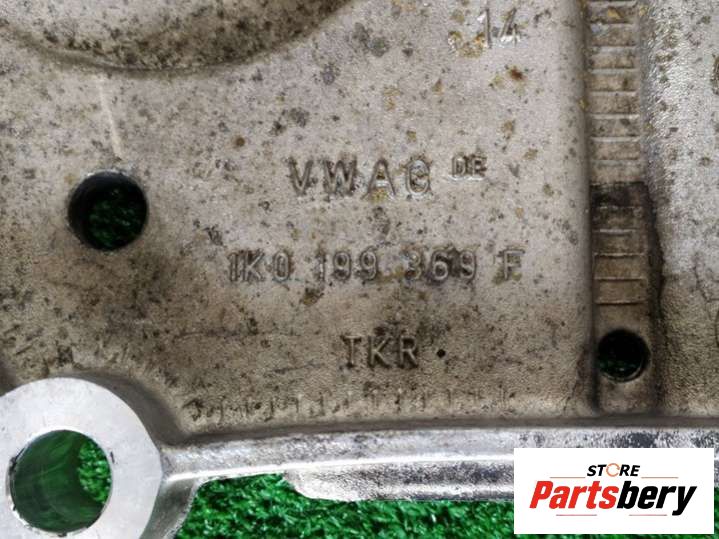 14
VWAG DE
1K0 199 369 F
TKR
STORE
Partsbery